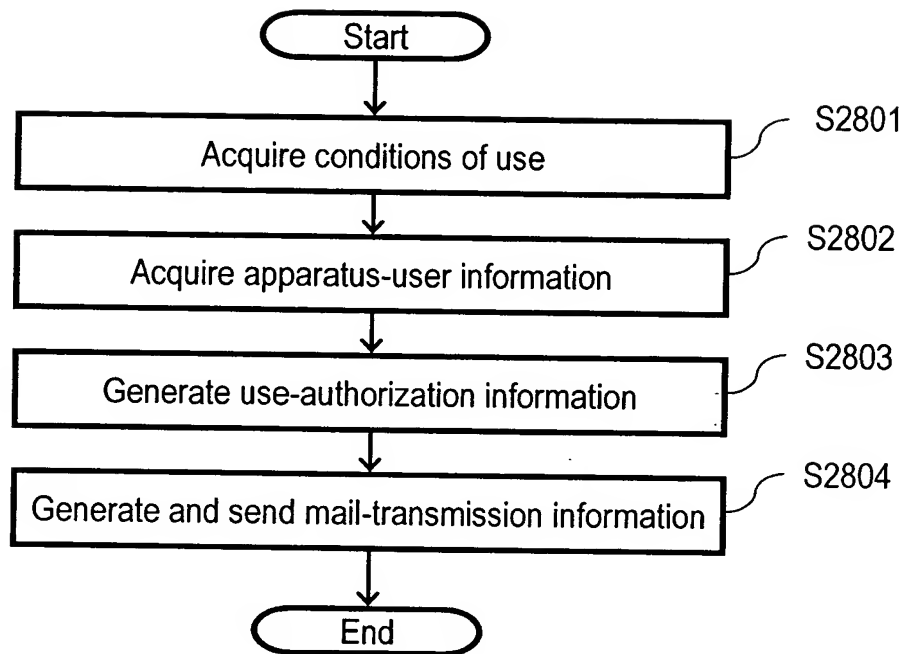 Start
Acquire conditions of use
S2801
Acquire apparatus-user information
S2802
Generate use-authorization information
S2803
Generate and send mail-transmission information
S2804
End